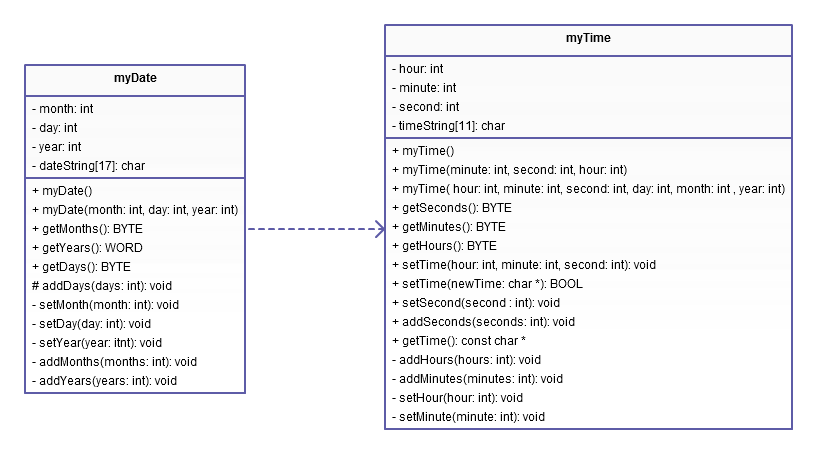 myDate
- month: int
- day: int
- year: int
- dateString[17]: char
+ myDate()
+ myDate(month: int, day: int, year: int)
+ getMonths(): BYTE
+ getYears(): WORD
+ getDays(): BYTE
# addDays(days: int): void
- setMonth(month: int): void
- setDay(day: int): void
- setYear(year: itnt): void
- addMonths(months: int): void
- addYears(years: int): void
myTime
- hour: int
- minute: int
- second: int
- timeString[11]: char
+ myTime()
+ myTime(minute: int, second: int, hour: int)
+ myTime( hour: int, minute: int, second: int, day: int, month: int , year: int)
+ getSeconds(): BYTE
+ getMinutes(): BYTE
+ getHours(): BYTE
+ setTime(hour: int, minute: int, second: int): void
+ setTime(newTime: char *): BOOL
+ setSecond(second : int): void
+ addSeconds(seconds: int): void
+ getTime(): const char *
- addHours(hours: int): void
- addMinutes(minutes: int): void
- setHour(hour: int): void
- setMinute(minute: int): void